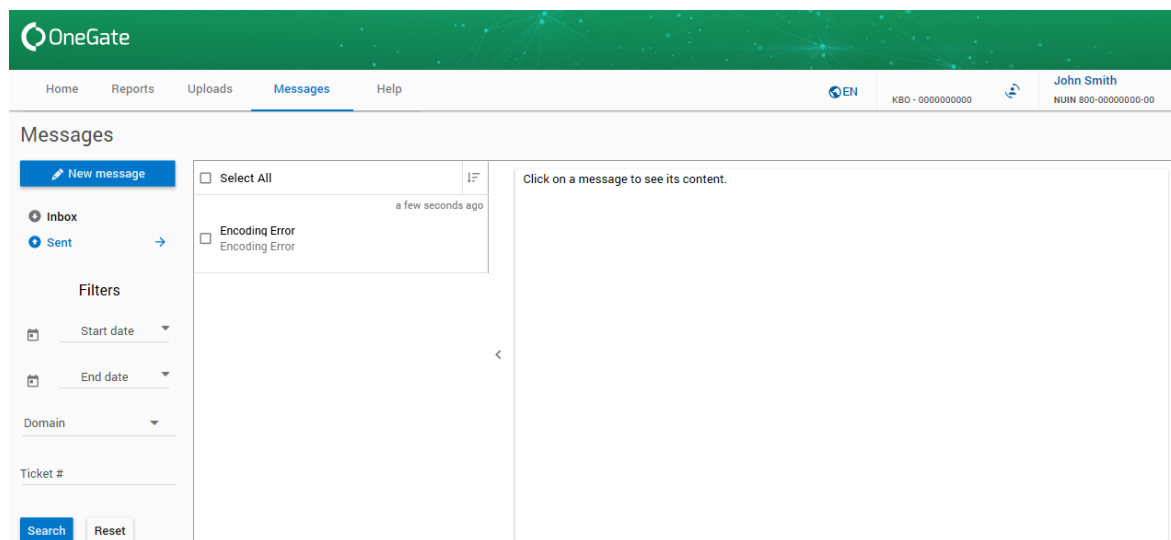 OneGate
Home Reports Uploads Messages Help EN KBO - 0000000000 John Smith
NUIN 800-00000000-00
Messages
New message
Inbox
Sent
Filters
Start date
End date
Domain
Ticket #
Search Reset
Select All
a few seconds ago
Encoding Error
Encoding Error
Click on a message to see its content.